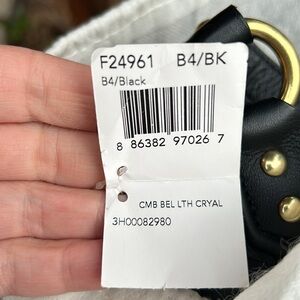 F24961 B4/BK
B4/Black
8 86382 97026 7
CMB BEL LTH CRYAL
3H00082980